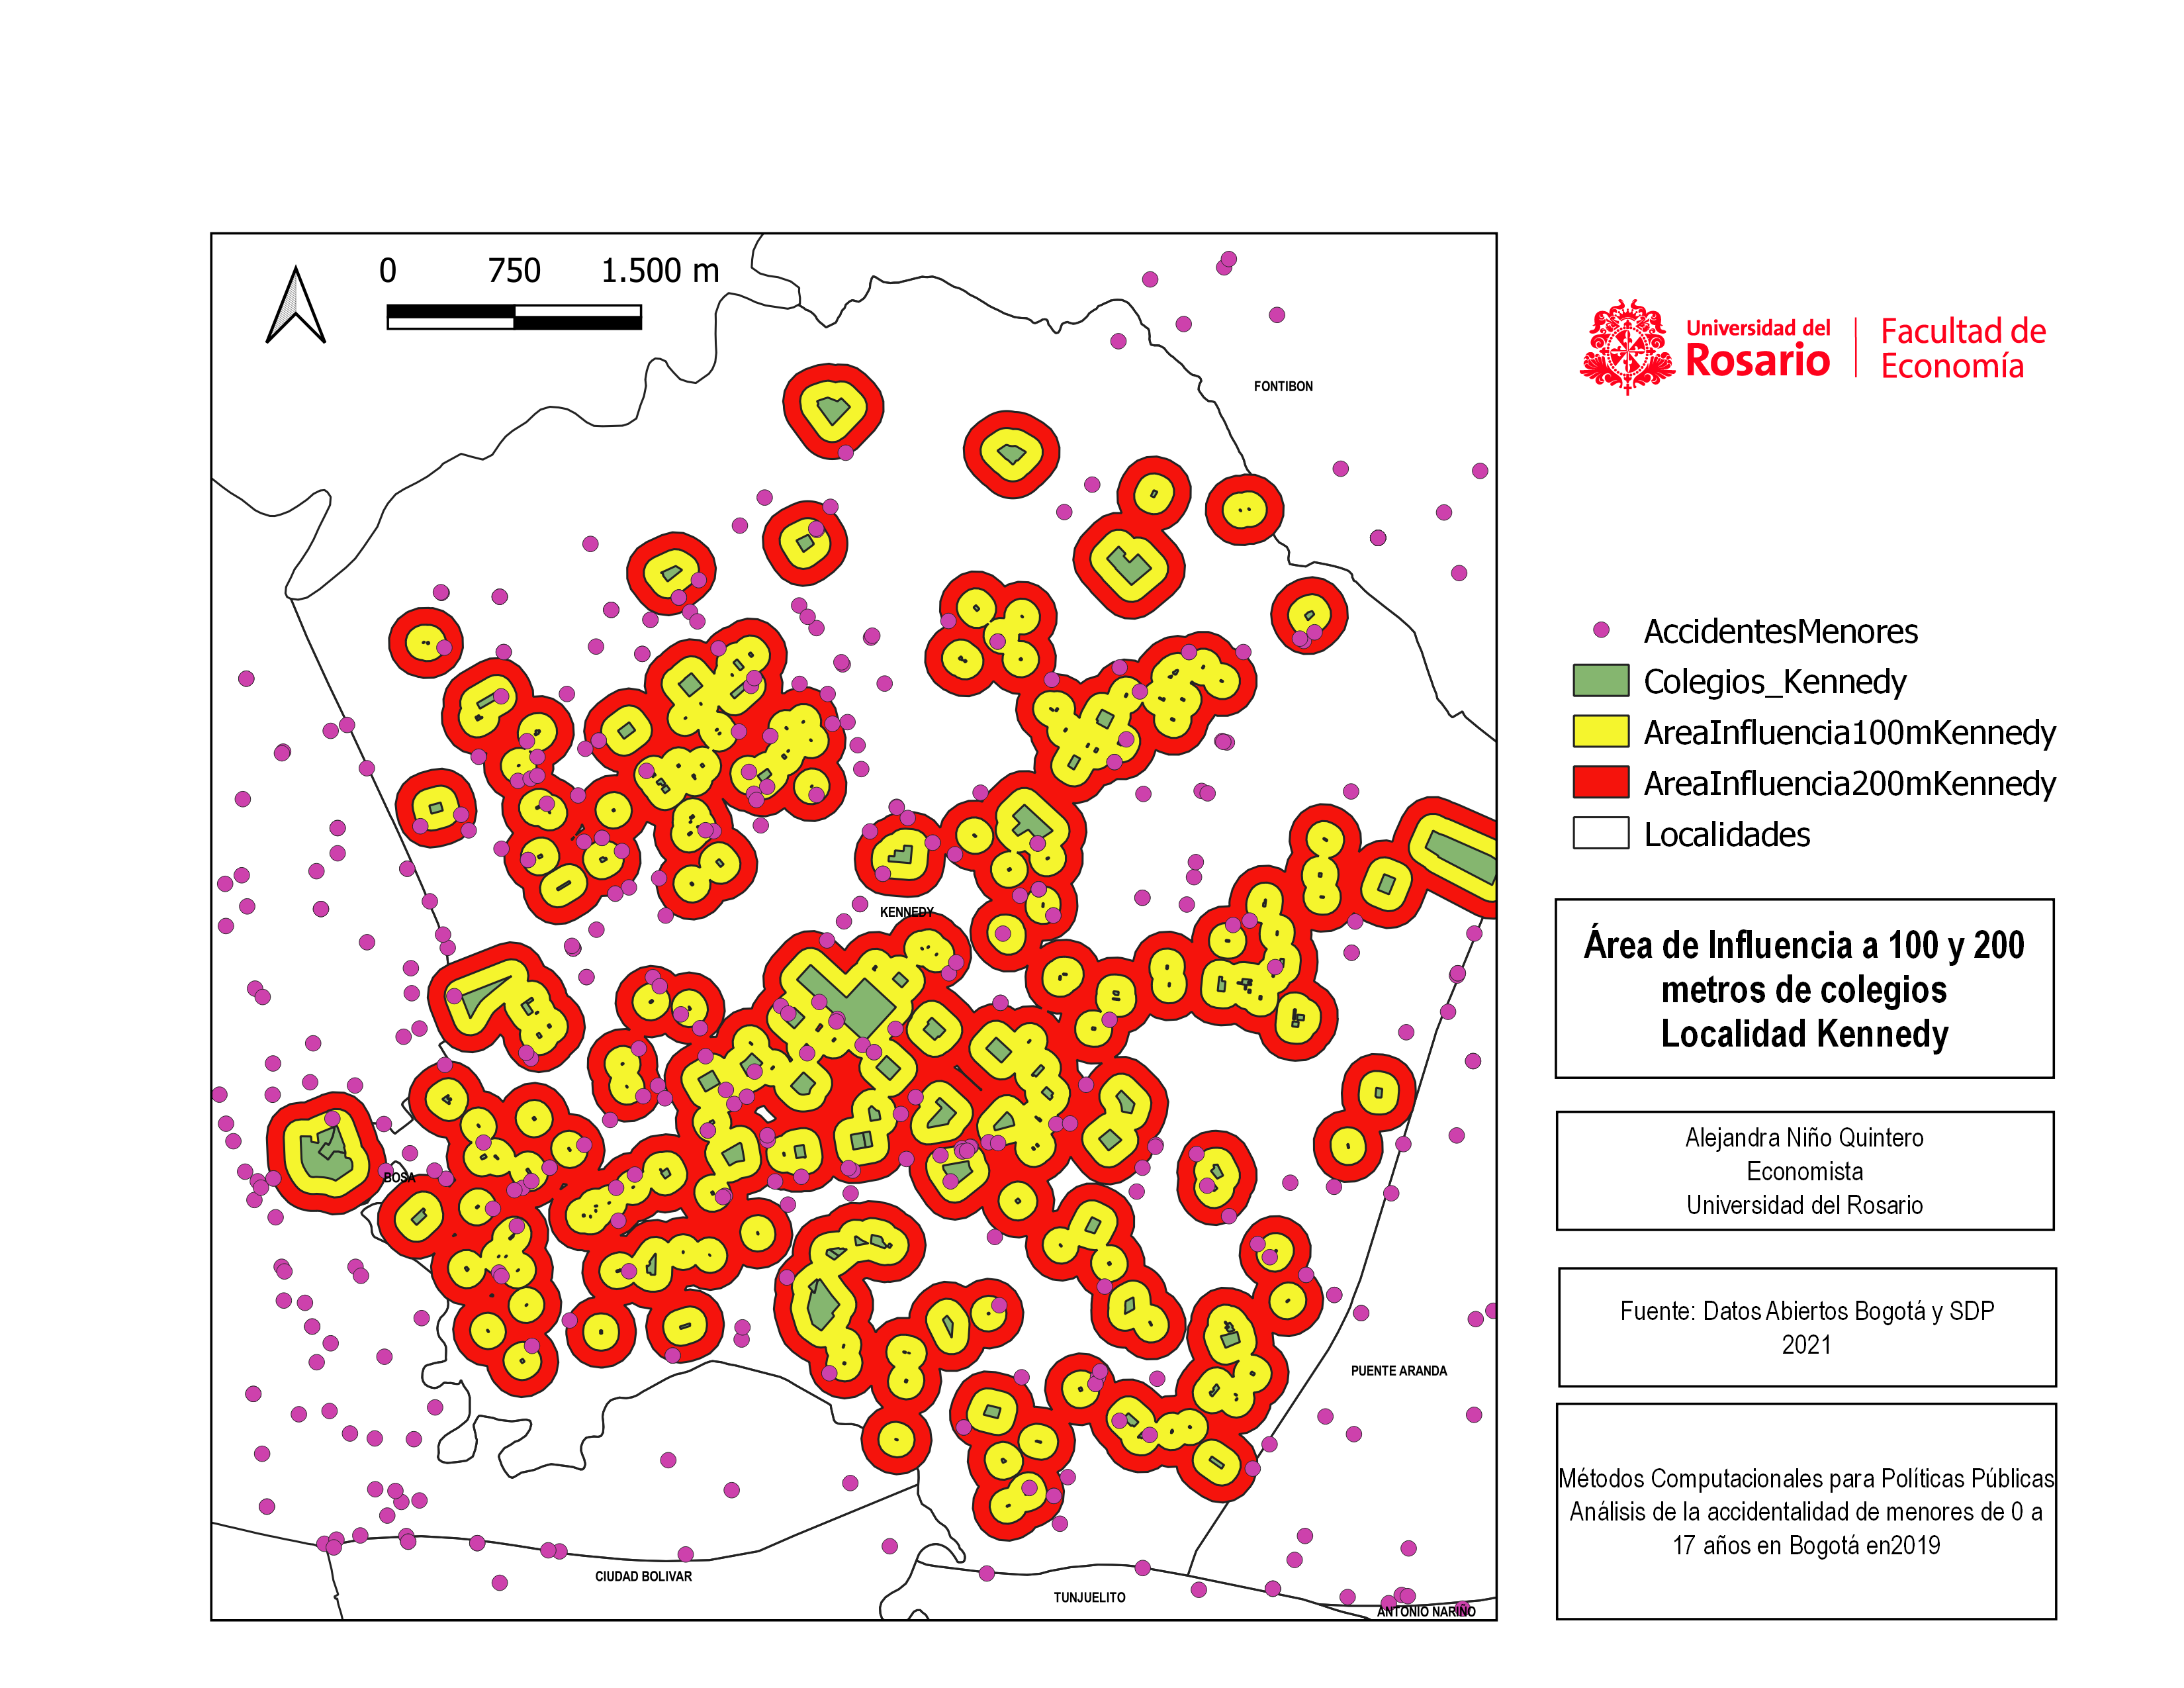 0 750 1.500 m
FONTIBON
KENNEDY
BOSA
PUENTE ARANDA
CIUDAD BOLIVAR
TUNJUELITO
ANTONIO NARIÑO
Universidad del
Rosario
Facultad de
Economía
AccidentesMenores
Colegios_Kennedy
AreaInfluencia100mKennedy
AreaInfluencia200mKennedy
Localidades
Área de Influencia a 100 y 200
metros de colegios
Localidad Kennedy
Alejandra Niño Quintero
Economista
Universidad del Rosario
Fuente: Datos Abiertos Bogotá y SDP
2021
Métodos Computacionales para Políticas Públicas
Análisis de la accidentalidad de menores de 0 a
17 años en Bogotá en2019